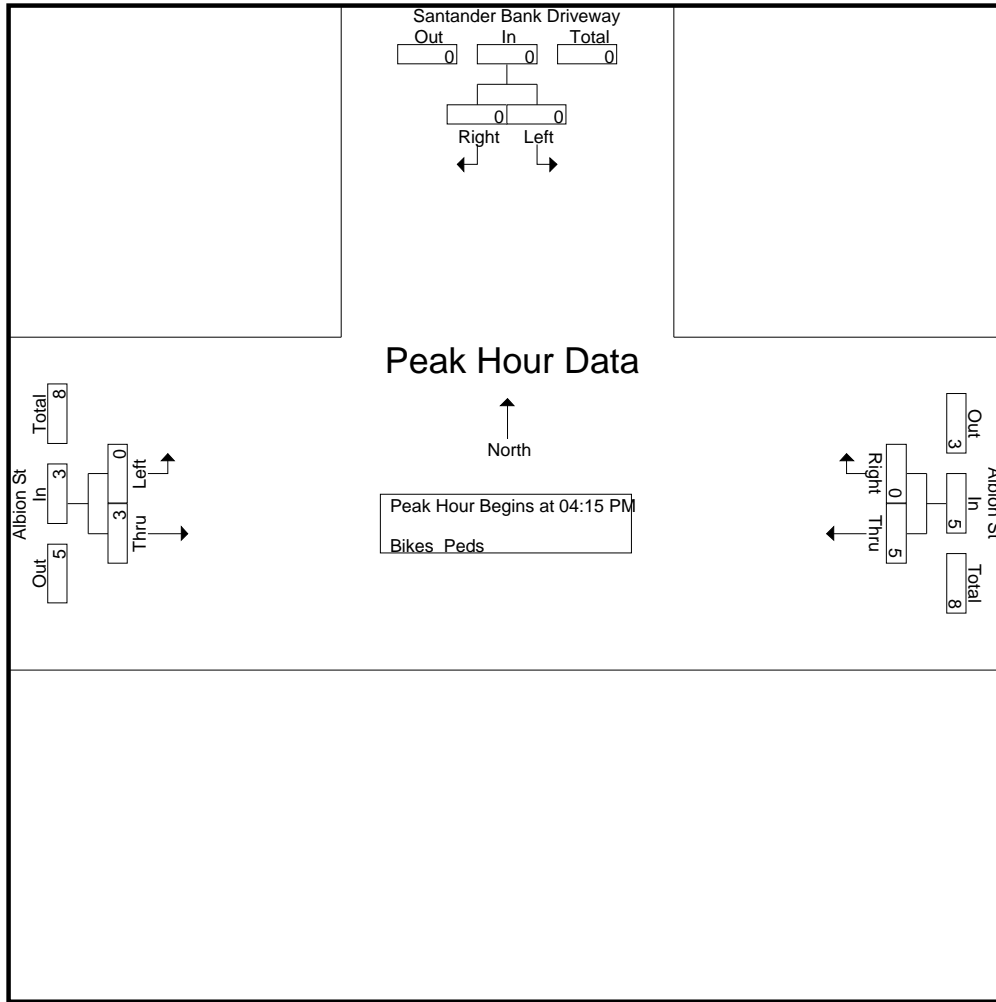 Santander Bank Driveway
Out In Total
0 0 0
0 0
Right Left
Peak Hour Data
North
Peak Hour Begins at 04:15 PM
Bikes Peds
Albion St
Total In Out
8 3 5
0 3
Left Thru
Albion St
Out In Total
3 5 8
0 5
Right Thru